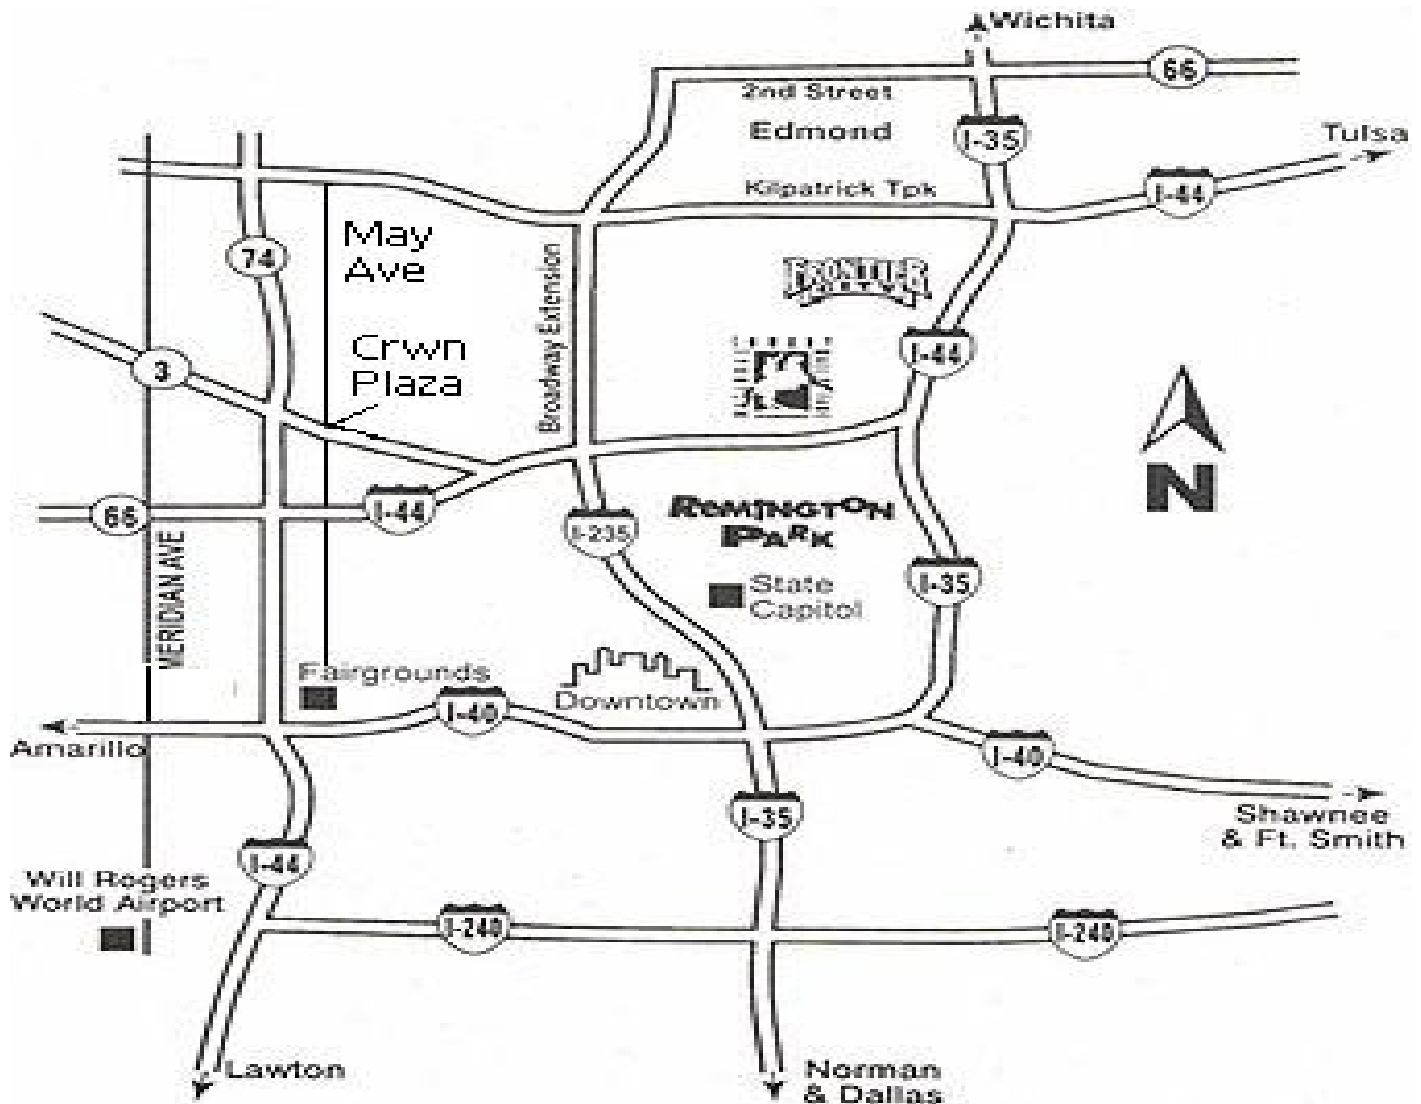 Wichita
66
2nd Street
Edmond
I-35
Tulsa
Kilpatrick Tpk
I-44
May
Ave
74
Broadway Extension
FRONTIER
CITY
I-44
Crwn
Plaza
3
N
66
I-44
REMINGTON
PARK
I-235
MERIDIAN AVE
State
Capitol
I-35
Fairgrounds
Downtown
I-40
Amarillo
I-40
I-35
Shawnee
& Ft. Smith
I-44
Will Rogers
World Airport
I-240
I-240
Lawton
Norman
& Dallas